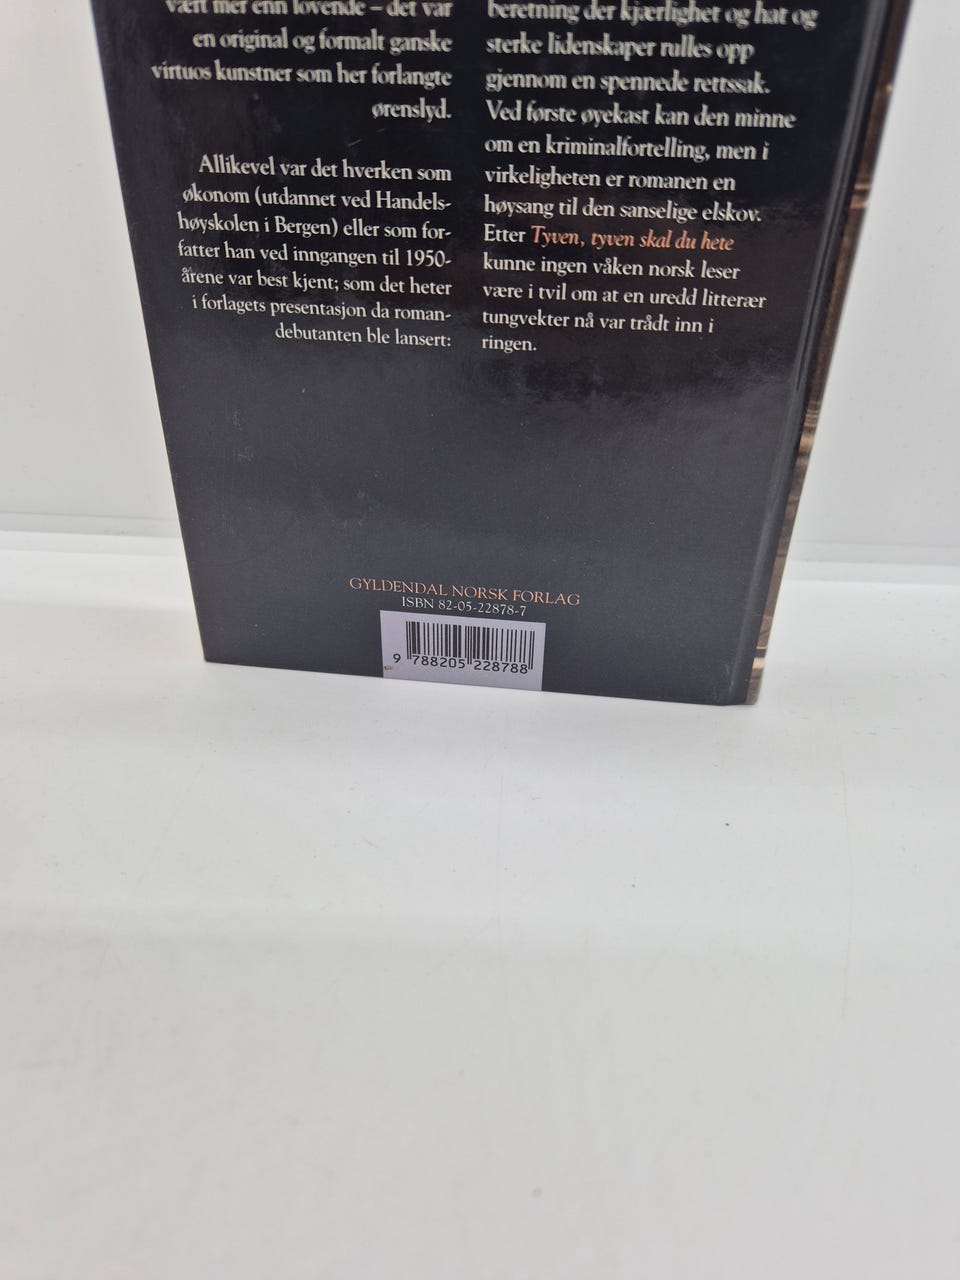 vært mer enn lovende – det var
en original og formalt ganske
virtuos kunstner som her forlangte
ørenslyd.
Allikevel var det hverken som
økonom (utdannet ved Handels-
høyskolen i Bergen) eller som for-
fatter han ved inngangen til 1950-
årene var best kjent; som det heter
i forlagets presentasjon da roman-
debutanten ble lansert:
beretning der kjærlighet og hat og
sterke lidenskaper rulles opp
gjennom en spennede rettssak.
Ved første øyekast kan den minne
om en kriminalfortelling, men i
virkeligheten er romanen en
høysang til den sanselige elskov.
Etter Tyven, tyven skal du hete
kunne ingen våken norsk leser
være i tvil om at en uredd litterær
tungvekter nå var trådt inn i
ringen.
GYLDENDAL NORSK FORLAG
ISBN 82-05-22878-7
9 788205 228788